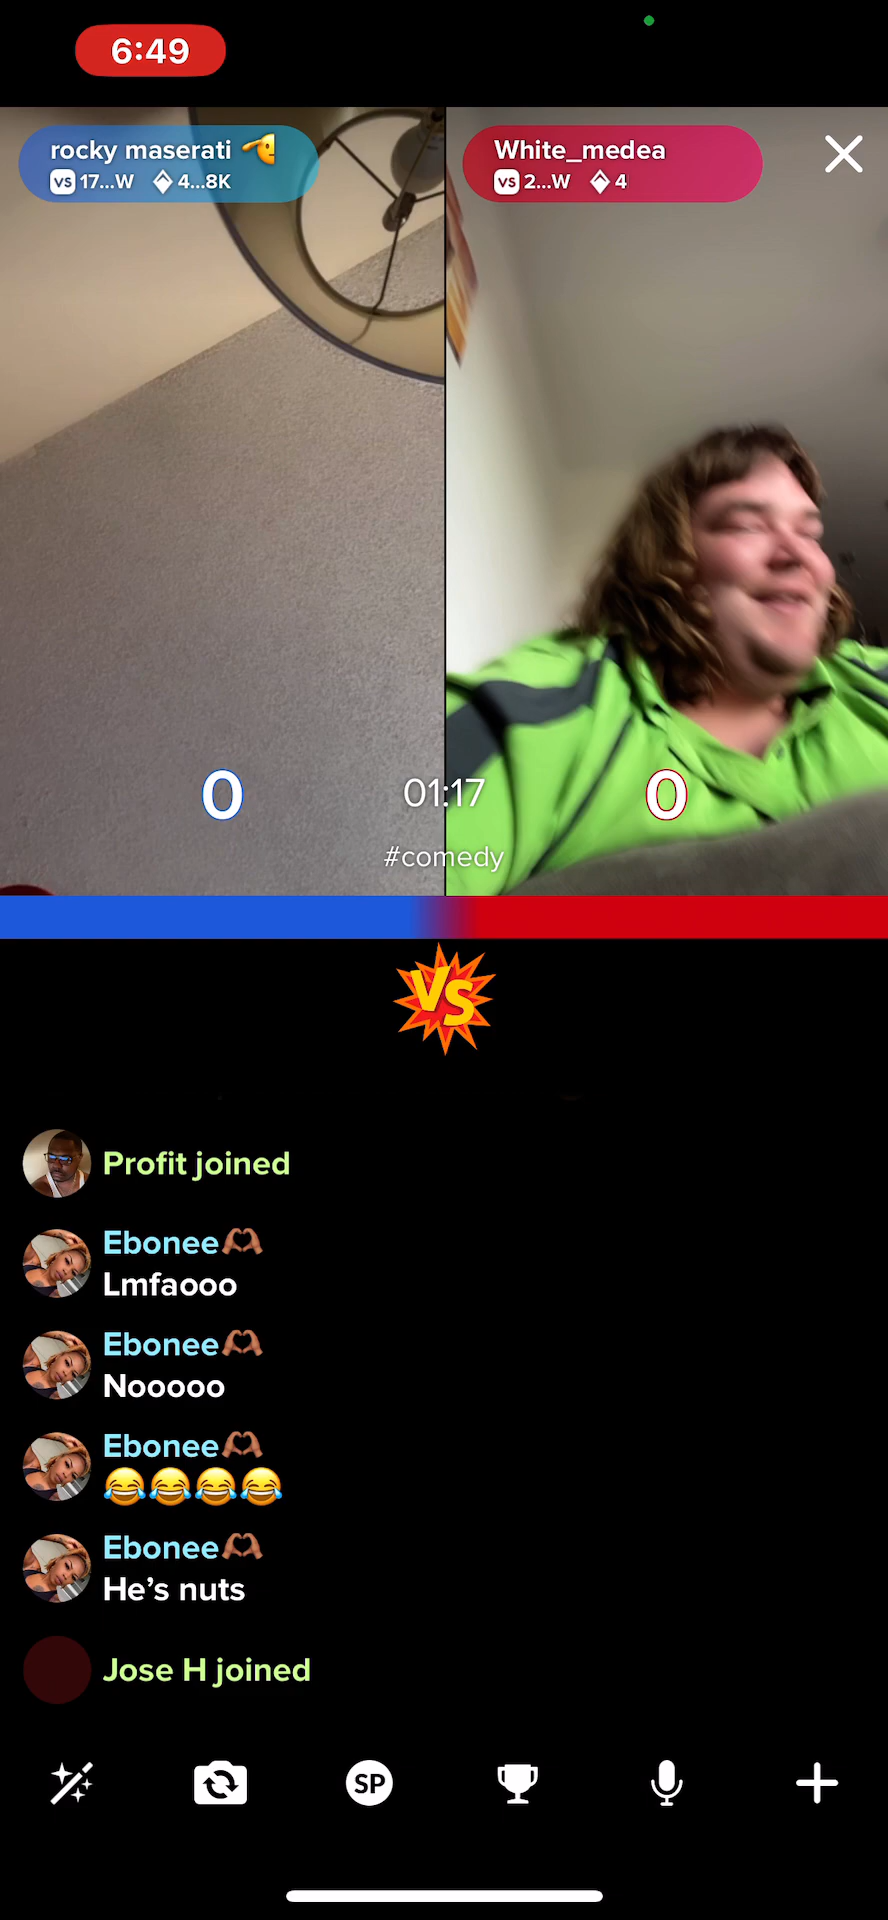 6:49
rocky maserati
VS 17...W 4...8K
White_medea
VS 2...W 4
0
01:17
0
#comedy
VS
Profit joined
Ebonee
Lmfaooo
Ebonee
Nooooo
Ebonee
😂😂😂😂
Ebonee
He's nuts
Jose H joined
SP